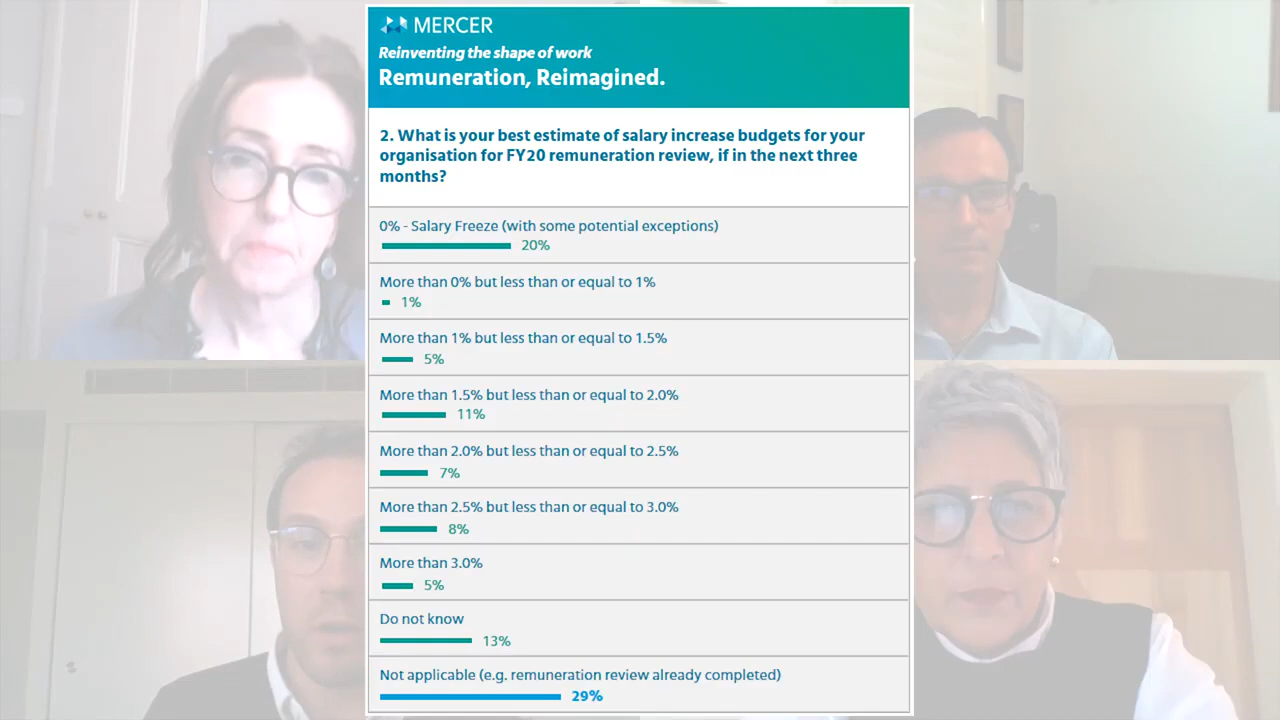 MERCER
Reinventing the shape of work
Remuneration, Reimagined.
2. What is your best estimate of salary increase budgets for your
organisation for FY20 remuneration review, if in the next three
months?
0% - Salary Freeze (with some potential exceptions)
20%
More than 0% but less than or equal to 1%
1%
More than 1% but less than or equal to 1.5%
5%
More than 1.5% but less than or equal to 2.0%
11%
More than 2.0% but less than or equal to 2.5%
7%
More than 2.5% but less than or equal to 3.0%
8%
More than 3.0%
5%
Do not know
13%
Not applicable (e.g. remuneration review already completed)
29%